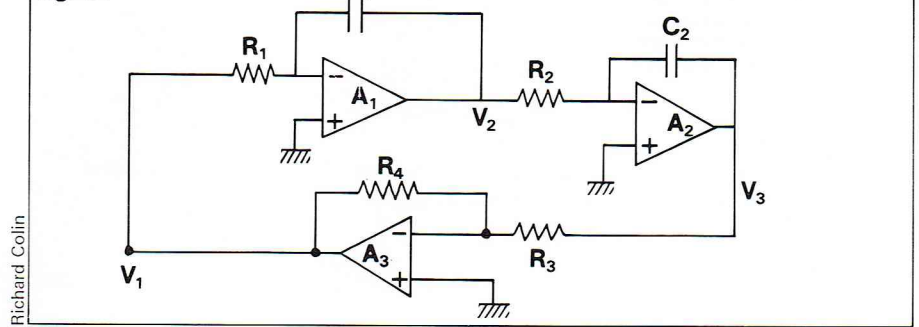 C₂
R₁
R₂
−
A₁
+
V₂
−
A₂
+
R₄
V₃
−
A₃
+
R₃
V₁
Richard Colin